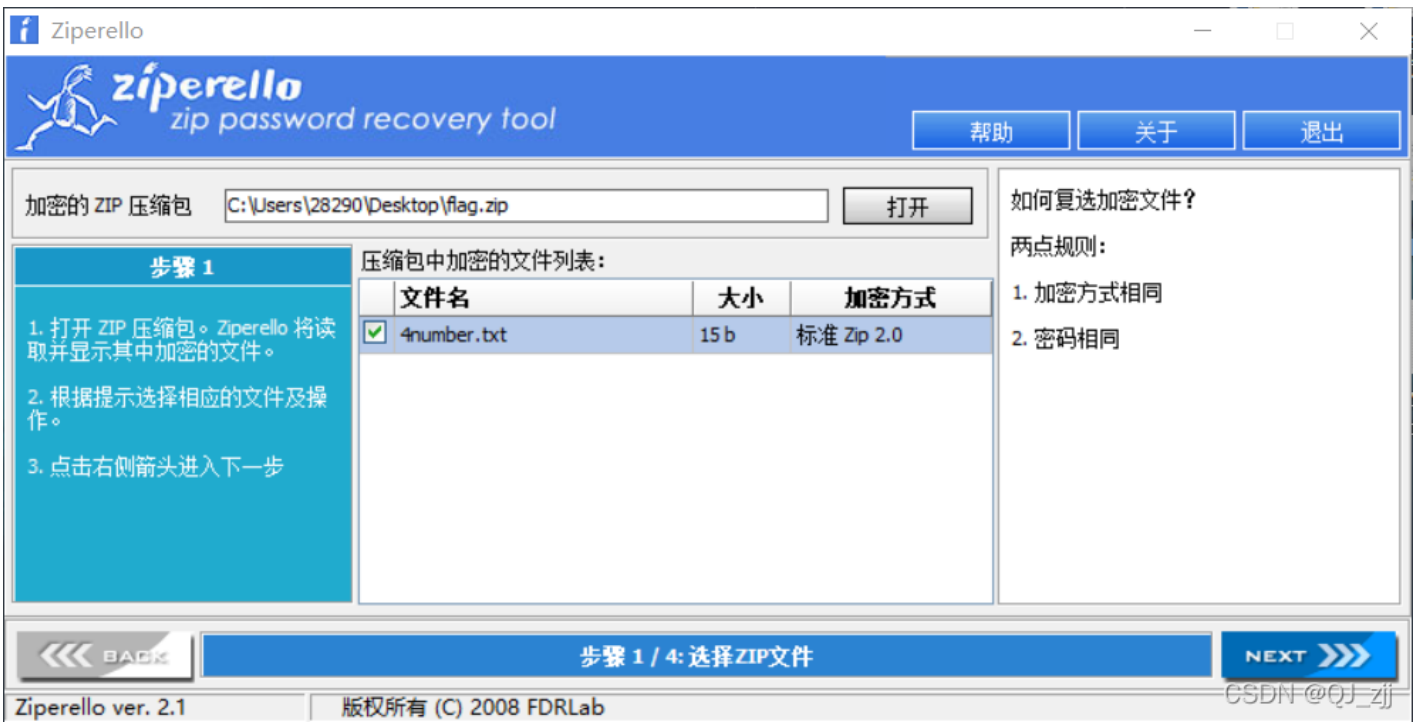 Ziperello
ziperello
zip password recovery tool
帮助
关于
退出
加密的 ZIP 压缩包
C:\Users\28290\Desktop\flag.zip
打开
步骤 1
1. 打开 ZIP 压缩包。Ziperello 将读
取并显示其中加密的文件。
2. 根据提示选择相应的文件及操
作。
3. 点击右侧箭头进入下一步
压缩包中加密的文件列表：
文件名 大小 加密方式
4number.txt 15 b 标准 Zip 2.0
如何复选加密文件？
两点规则：
1. 加密方式相同
2. 密码相同
BACK
步骤 1 / 4: 选择ZIP文件
NEXT
Ziperello ver. 2.1
版权所有 (C) 2008 FDRLab
CSDN @QJ_zjj